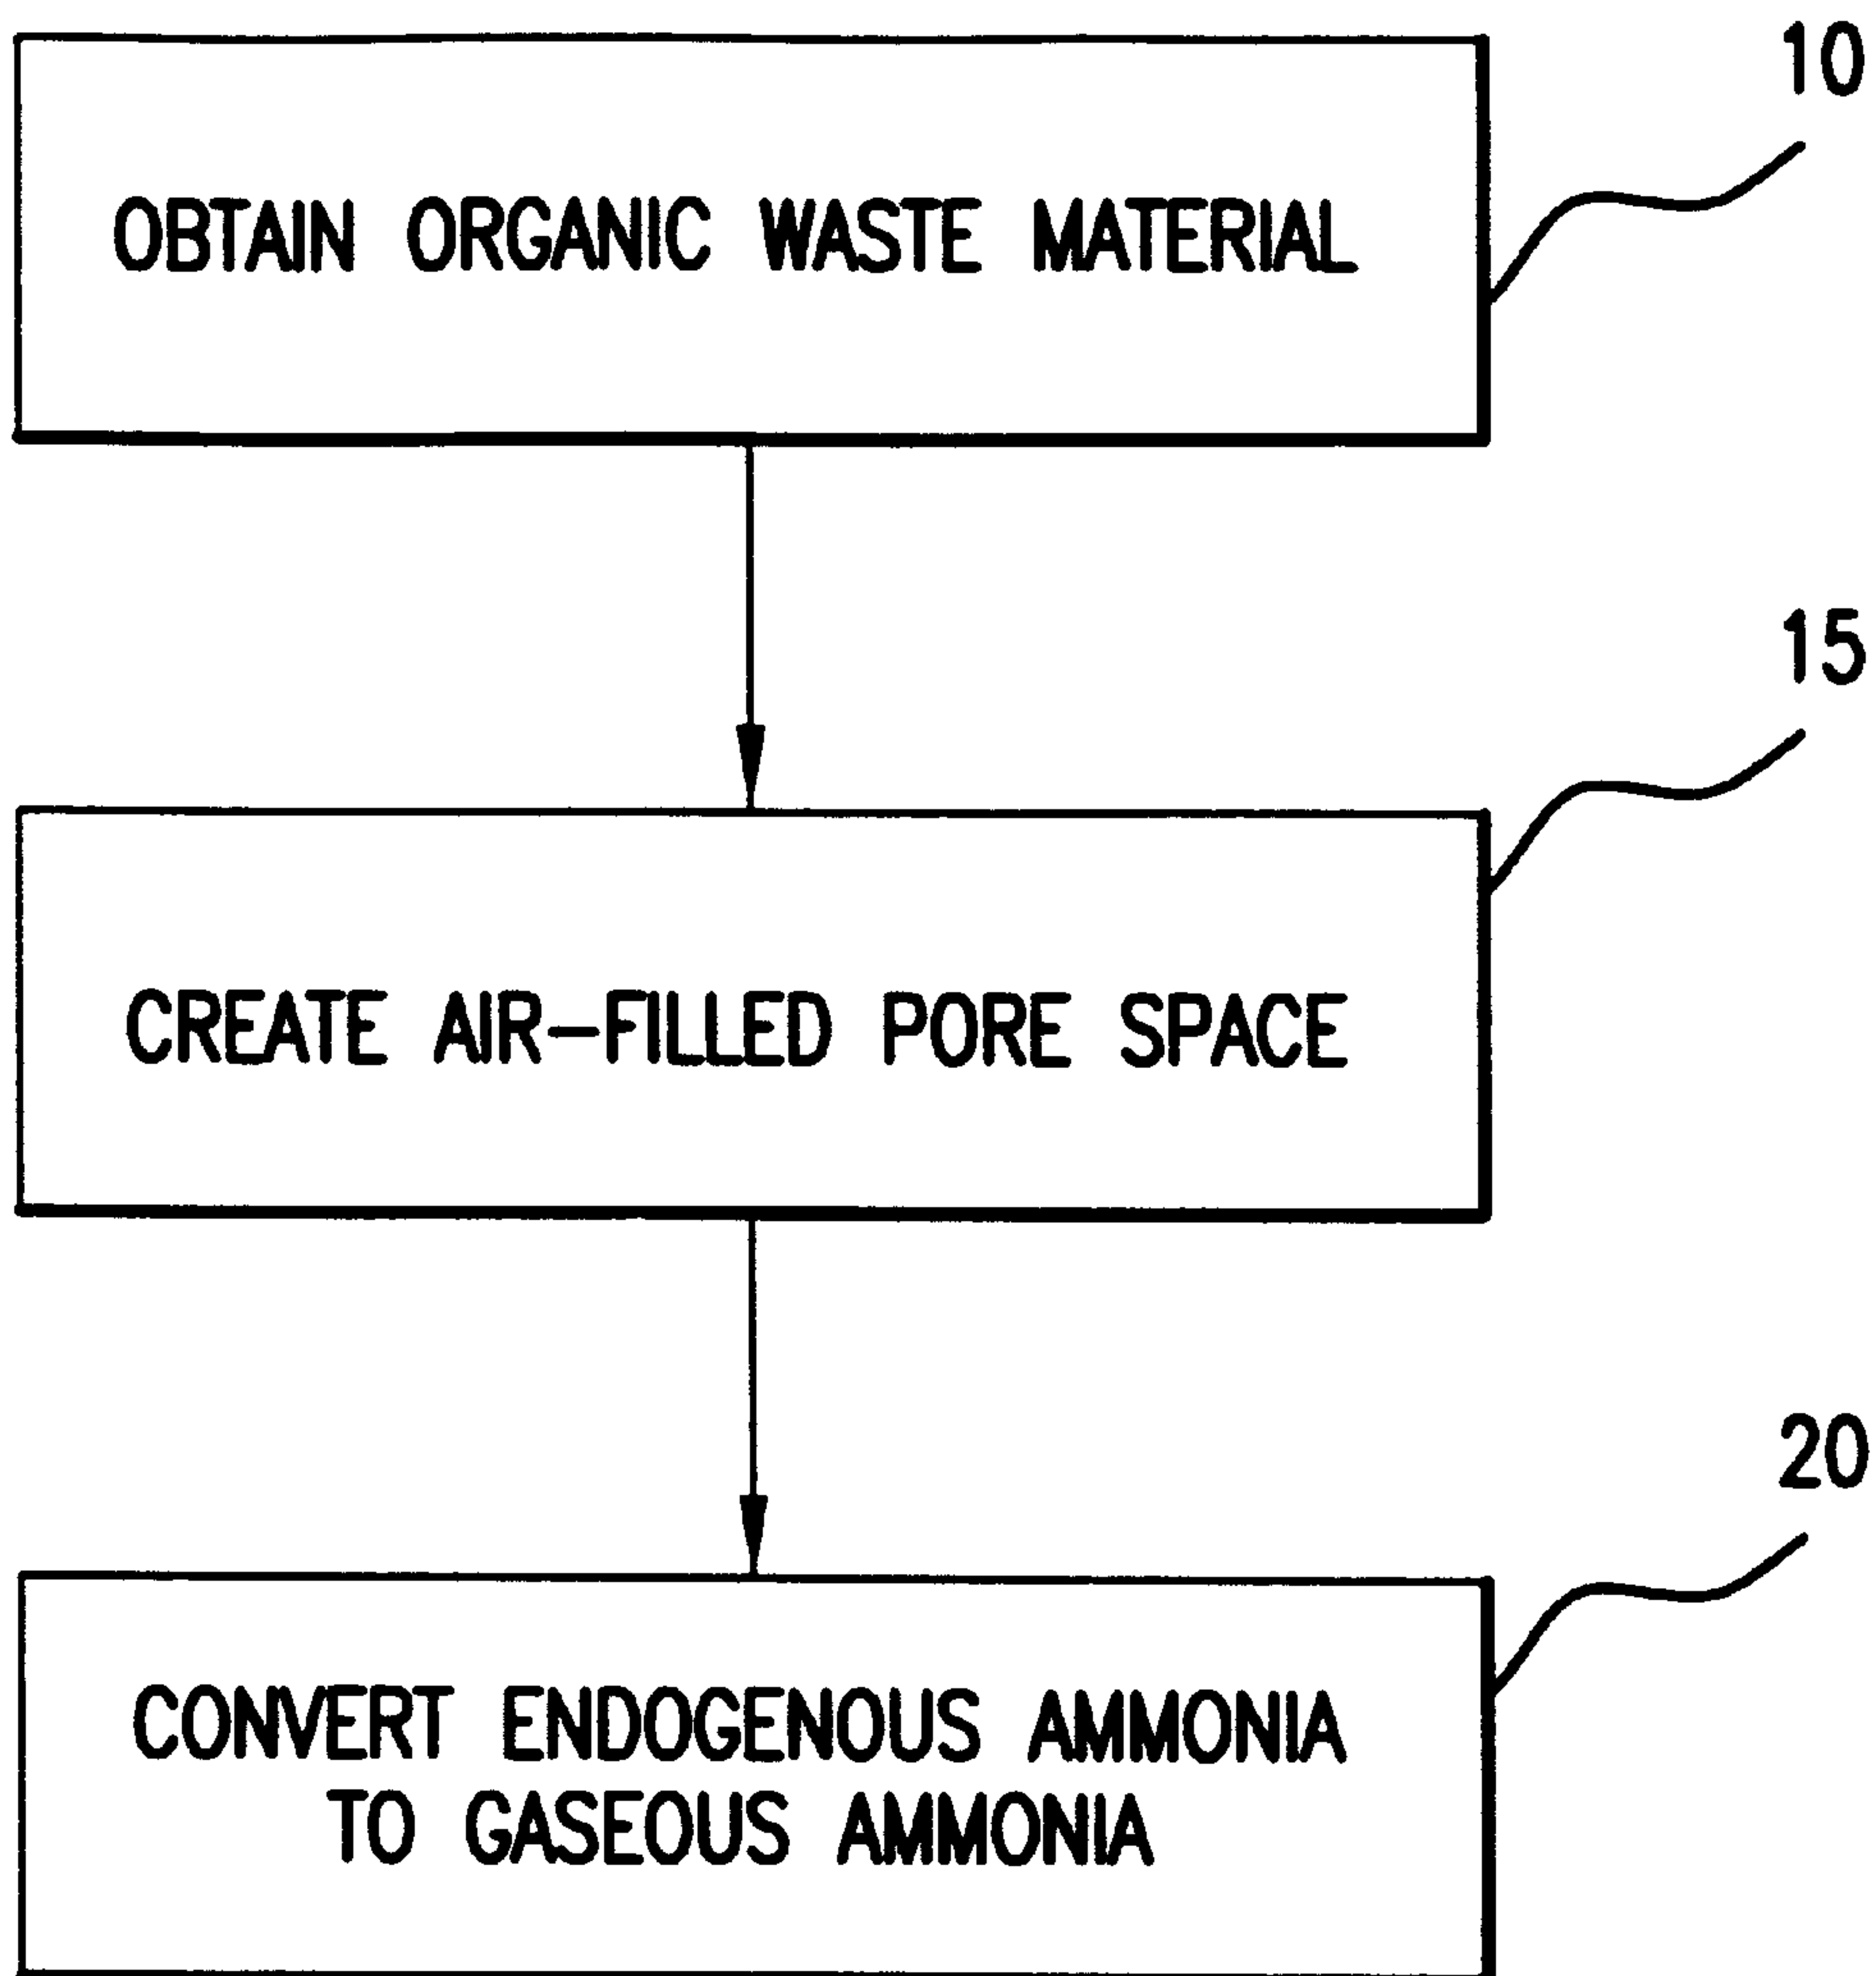 10
OBTAIN ORGANIC WASTE MATERIAL
15
CREATE AIR-FILLED PORE SPACE
20
CONVERT ENDOGENOUS AMMONIA
TO GASEOUS AMMONIA